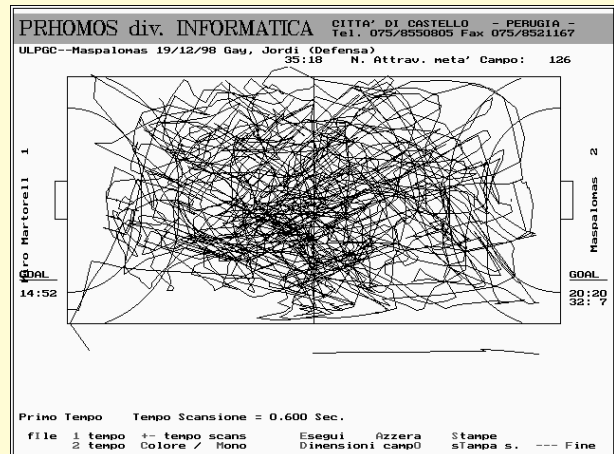 PRHOMOS div. INFORMATICA CITTA' DI CASTELLO - PERUGIA -
Tel. 075/8550805 Fax 075/8521167
ULPGC--Maspalomas 19/12/98 Gay, Jordi (Defensa)
35:18 N. Attrav. meta' Campo: 126
1
Martorell
2
Maspalomas
GOAL
14:52
GOAL
20:20
32: 7
Primo Tempo Tempo Scansione = 0.600 Sec.
fIle 1 tempo +- tempo scans Esegui Azzera Stampe
2 tempo Colore / Mono Dimensioni campO sTampa s. --- Fine